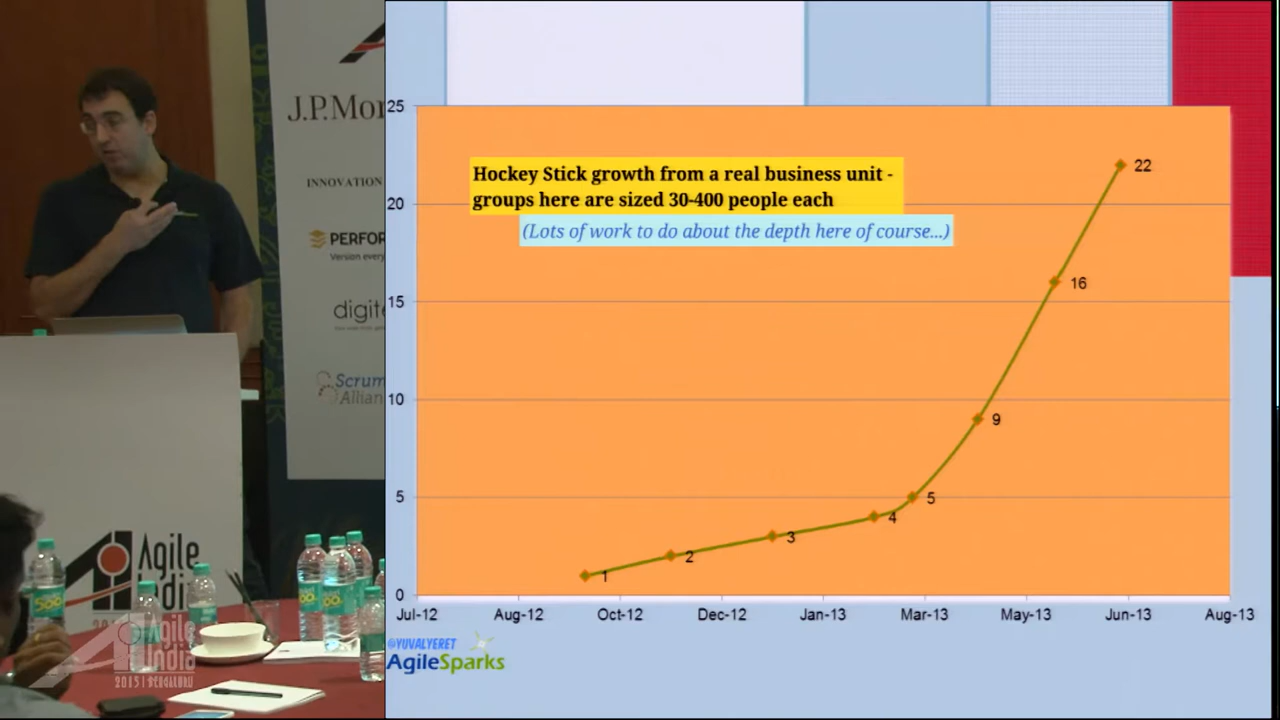 J.P.Mor
INNOVATION
PERFOR
Version every
digite
Scrum
Allian
Agile
India
Agile
India
2015 | BENGALURU
25
20
15
10
5
0
Hockey Stick growth from a real business unit -
groups here are sized 30-400 people each
(Lots of work to do about the depth here of course...)
22
16
9
5
4
3
2
1
Jul-12 Aug-12 Oct-12 Dec-12 Jan-13 Mar-13 May-13 Jun-13 Aug-13
@YUVALYERET
AgileSparks